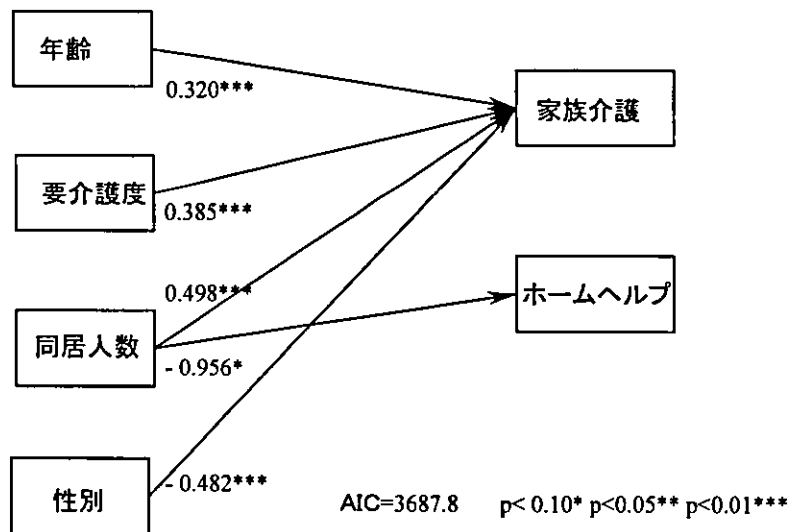 年齢
0.320***
家族介護
要介護度
0.385***
0.498***
ホームヘルプ
同居人数
- 0.956*
- 0.482***
性別
AIC=3687.8 p< 0.10* p<0.05** p<0.01***